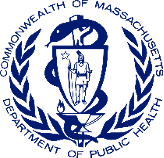 COMMONWEALTH OF MASSACHUSETTS
DEPARTMENT OF PUBLIC HEALTH